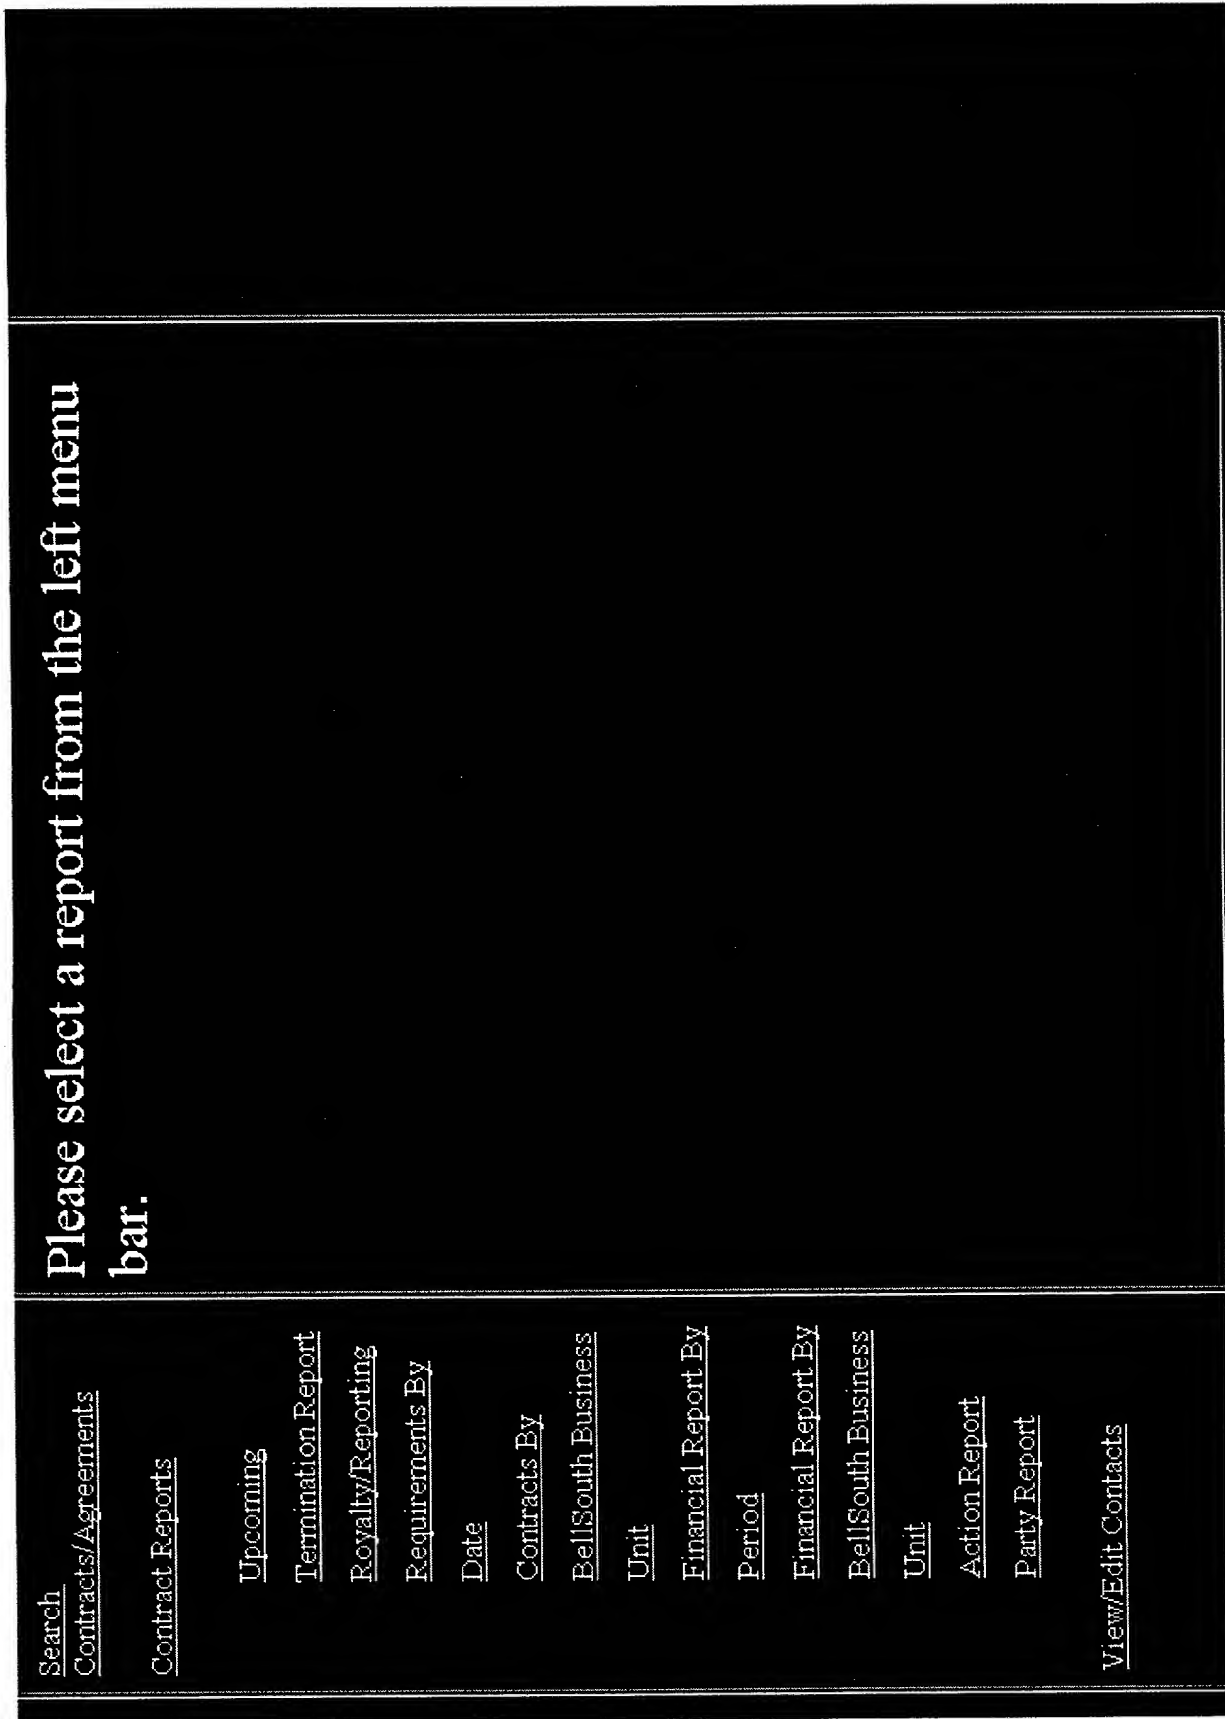 Search
Contracts/Agreements
Contract Reports
Upcoming
Termination Report
Royalty/Reporting
Requirements By
Date
Contracts By
BellSouth Business
Unit
Financial Report By
Period
Financial Report By
BellSouth Business
Unit
Action Report
Party Report
View/Edit Contacts
Please select a report from the left menu
bar.